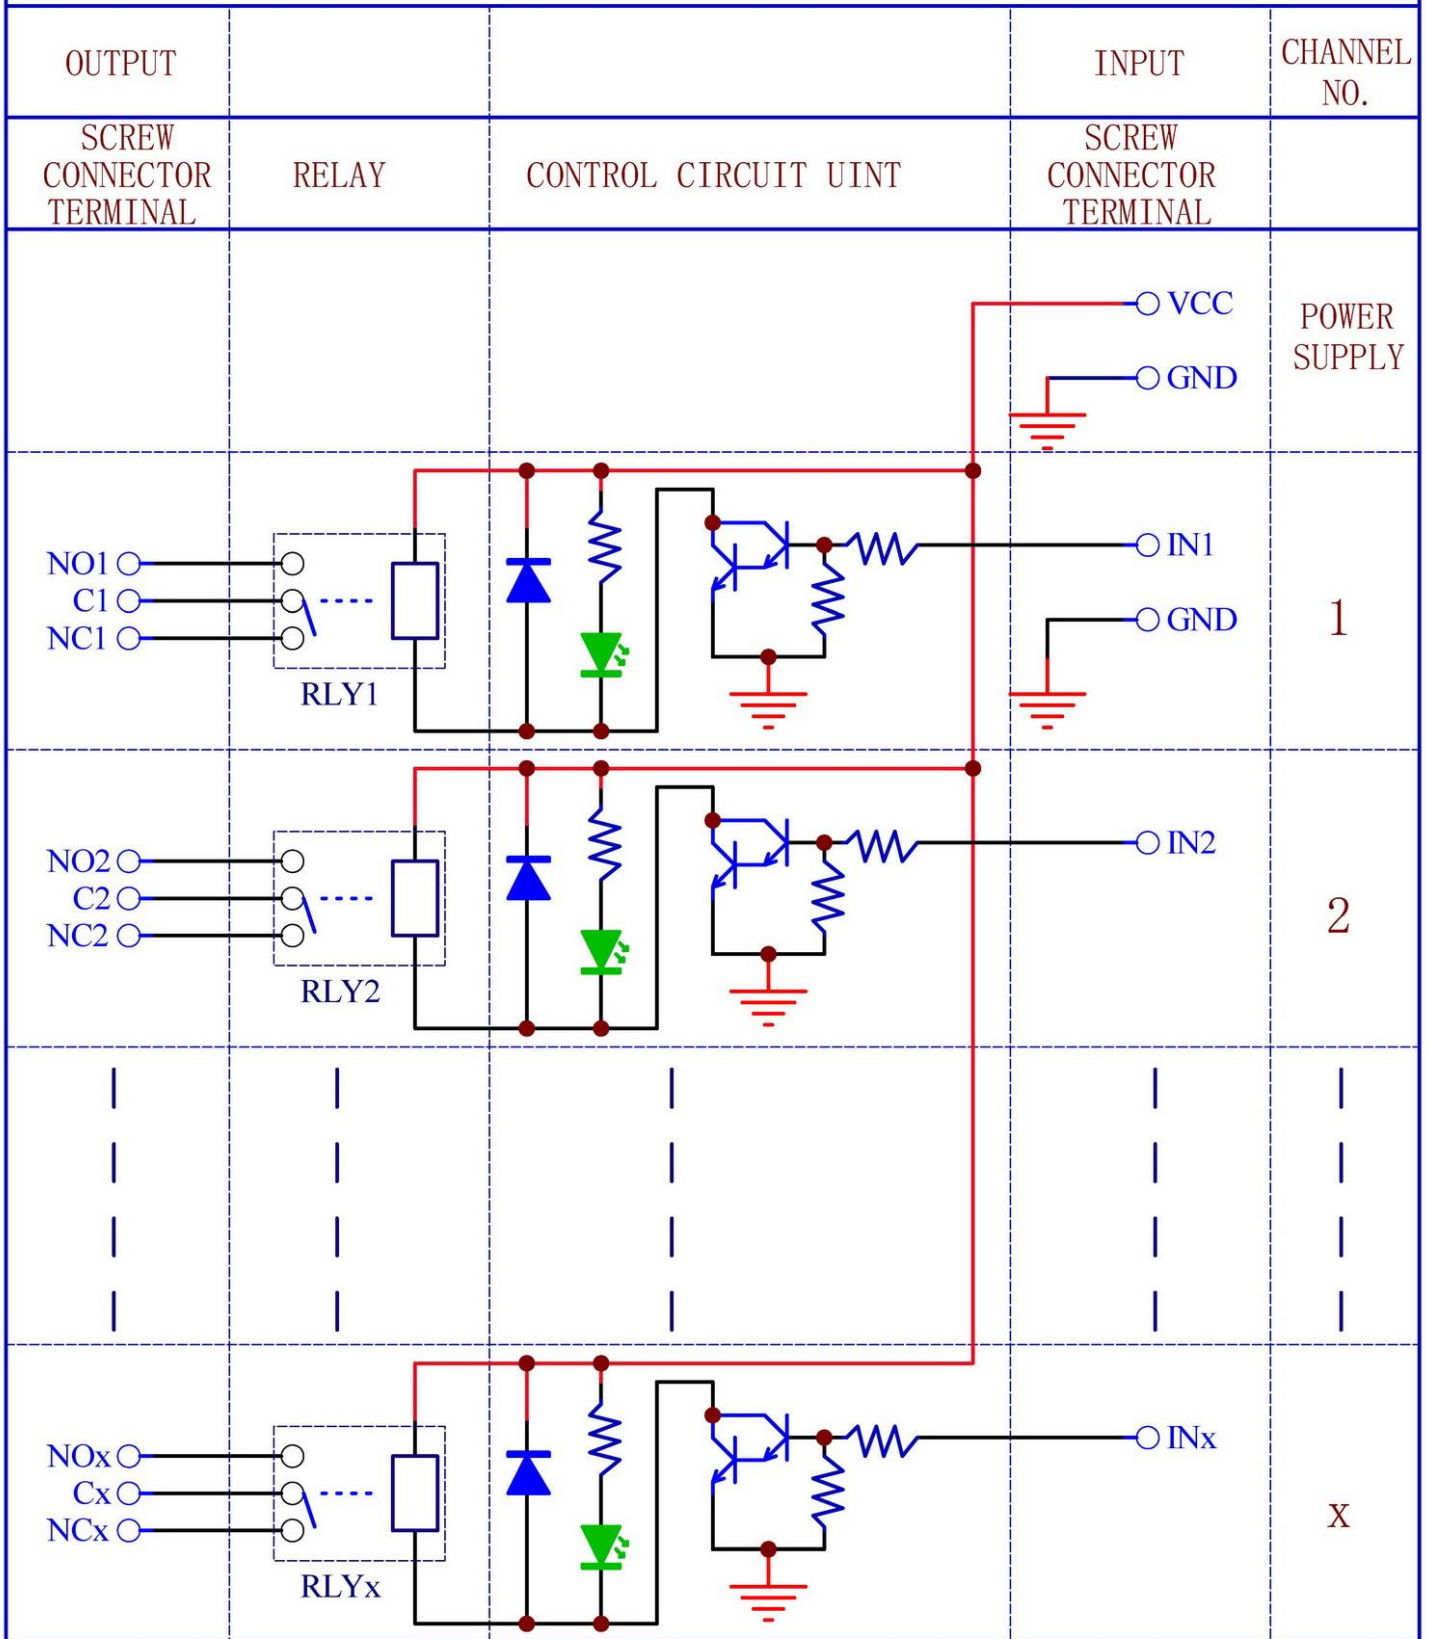 OUTPUT
INPUT
CHANNEL
NO.
SCREW
CONNECTOR
TERMINAL
RELAY
CONTROL CIRCUIT UINT
SCREW
CONNECTOR
TERMINAL
VCC
GND
POWER
SUPPLY
NO1
C1
NC1
RLY1
IN1
GND
1
NO2
C2
NC2
RLY2
IN2
2
NOx
Cx
NCx
RLYx
INx
x